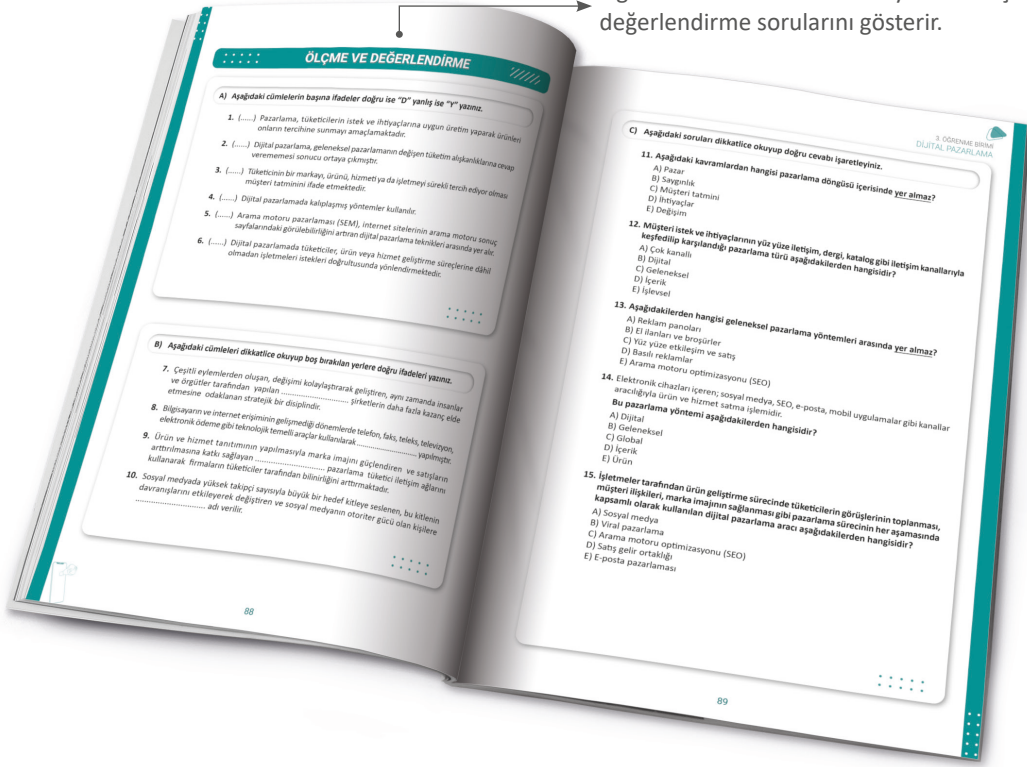 değerlendirme sorularını gösterir.
ÖLÇME VE DEĞERLENDİRME
A) Aşağıdaki cümlelerin başına ifadeler doğru ise “D” yanlış ise “Y” yazınız.
1. (......) Pazarlama, tüketicilerin istek ve ihtiyaçlarına uygun üretim yaparak ürünleri
onların tercihine sunmayı amaçlamaktadır.
2. (......) Dijital pazarlama, geleneksel pazarlamanın değişen tüketim alışkanlıklarına cevap
verememesi sonucu ortaya çıkmıştır.
3. (......) Tüketicinin bir markayı, ürünü, hizmeti ya da işletmeyi sürekli tercih ediyor olması
müşteri tatminini ifade etmektedir.
4. (......) Dijital pazarlamada kalıplaşmış yöntemler kullanılır.
5. (......) Arama motoru pazarlaması (SEM), internet sitelerinin arama motoru sonuç
sayfalarındaki görülebilirliğini artıran dijital pazarlama teknikleri arasında yer alır.
6. (......) Dijital pazarlamada tüketiciler, ürün veya hizmet geliştirme süreçlerine dâhil
olmadan işletmeleri istekleri doğrultusunda yönlendirmektedir.
B) Aşağıdaki cümleleri dikkatlice okuyup boş bırakılan yerlere doğru ifadeleri yazınız.
7. Çeşitli eylemlerden oluşan, değişimi kolaylaştırarak geliştiren, aynı zamanda insanlar
ve örgütler tarafından yapılan .............................. şirketlerin daha fazla kazanç elde
etmesine odaklanan stratejik bir disiplindir.
8. Bilgisayarın ve internet erişiminin gelişmediği dönemlerde telefon, faks, teleks, televizyon,
elektronik ödeme gibi teknolojik temelli araçlar kullanılarak .............................. yapılmıştır.
9. Ürün ve hizmet tanıtımının yapılmasıyla marka imajını güçlendiren ve satışların
arttırılmasına katkı sağlayan .............................. pazarlama tüketici iletişim ağlarını
kullanarak firmaların tüketiciler tarafından bilinirliğini arttırmaktadır.
10. Sosyal medyada yüksek takipçi sayısıyla büyük bir hedef kitleye seslenen, bu kitlenin
davranışlarını etkileyerek değiştiren ve sosyal medyanın otoriter gücü olan kişilere
.............................. adı verilir.
88
3. ÖĞRENME BİRİMİ
DİJİTAL PAZARLAMA
C) Aşağıdaki soruları dikkatlice okuyup doğru cevabı işaretleyiniz.
11. Aşağıdaki kavramlardan hangisi pazarlama döngüsü içerisinde yer almaz?
A) Pazar
B) Saygınlık
C) Müşteri tatmini
D) İhtiyaçlar
E) Değişim
12. Müşteri istek ve ihtiyaçlarının yüz yüze iletişim, dergi, katalog gibi iletişim kanallarıyla
keşfedilip karşılandığı pazarlama türü aşağıdakilerden hangisidir?
A) Çok kanallı
B) Dijital
C) Geleneksel
D) İçerik
E) İşlevsel
13. Aşağıdakilerden hangisi geleneksel pazarlama yöntemleri arasında yer almaz?
A) Reklam panoları
B) El ilanları ve broşürler
C) Yüz yüze etkileşim ve satış
D) Basılı reklamlar
E) Arama motoru optimizasyonu (SEO)
14. Elektronik cihazları içeren; sosyal medya, SEO, e-posta, mobil uygulamalar gibi kanallar
aracılığıyla ürün ve hizmet satma işlemidir.
Bu pazarlama yöntemi aşağıdakilerden hangisidir?
A) Dijital
B) Geleneksel
C) Global
D) İçerik
E) Ürün
15. İşletmeler tarafından ürün geliştirme sürecinde tüketicilerin görüşlerinin toplanması,
müşteri ilişkileri, marka imajının sağlanması gibi pazarlama sürecinin her aşamasında
kapsamlı olarak kullanılan dijital pazarlama aracı aşağıdakilerden hangisidir?
A) Sosyal medya
B) Viral pazarlama
C) Arama motoru optimizasyonu (SEO)
D) Satış gelir ortaklığı
E) E-posta pazarlaması
89